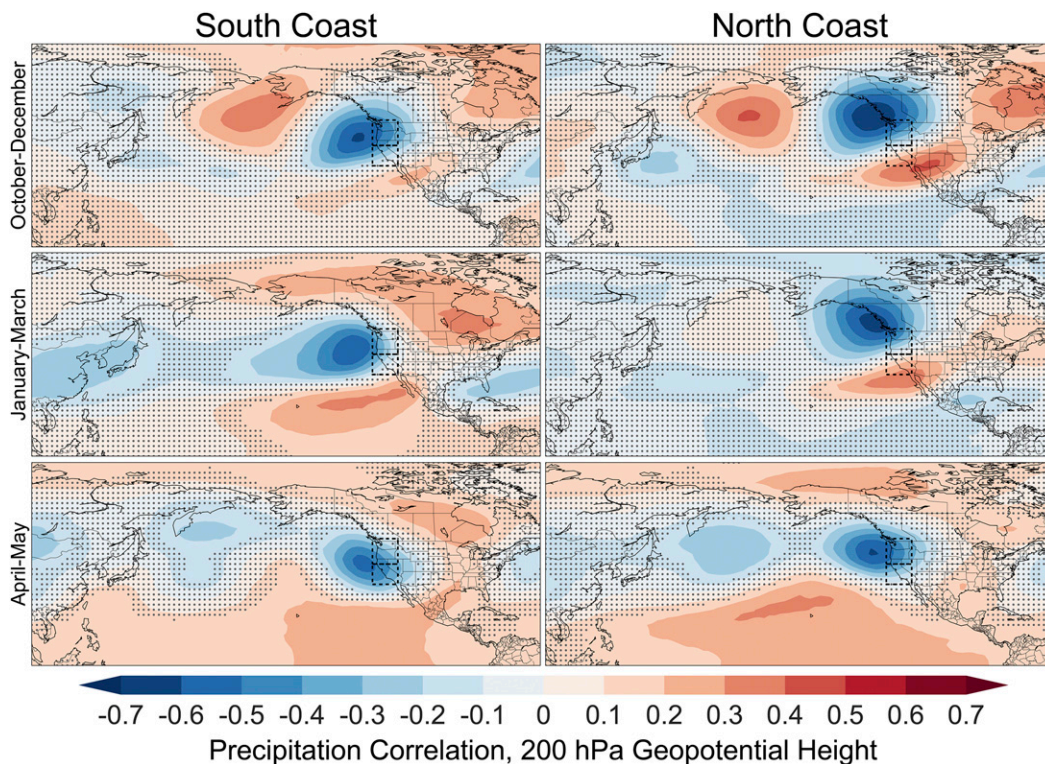 South Coast
North Coast
October-December
January-March
April-May
-0.7 -0.6 -0.5 -0.4 -0.3 -0.2 -0.1 0 0.1 0.2 0.3 0.4 0.5 0.6 0.7
Precipitation Correlation, 200 hPa Geopotential Height